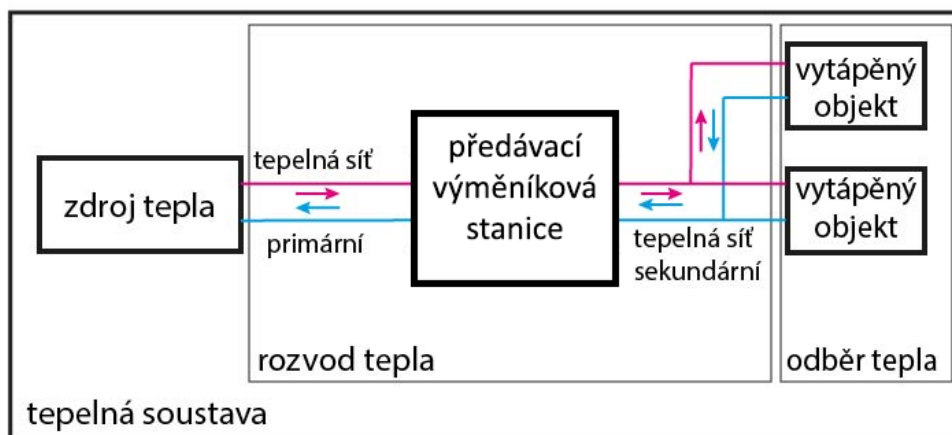 vytápěný
objekt
tepelná síť
primární
zdroj tepla
předávací
výměníková
stanice
vytápěný
objekt
tepelná síť
sekundární
rozvod tepla
odběr tepla
tepelná soustava